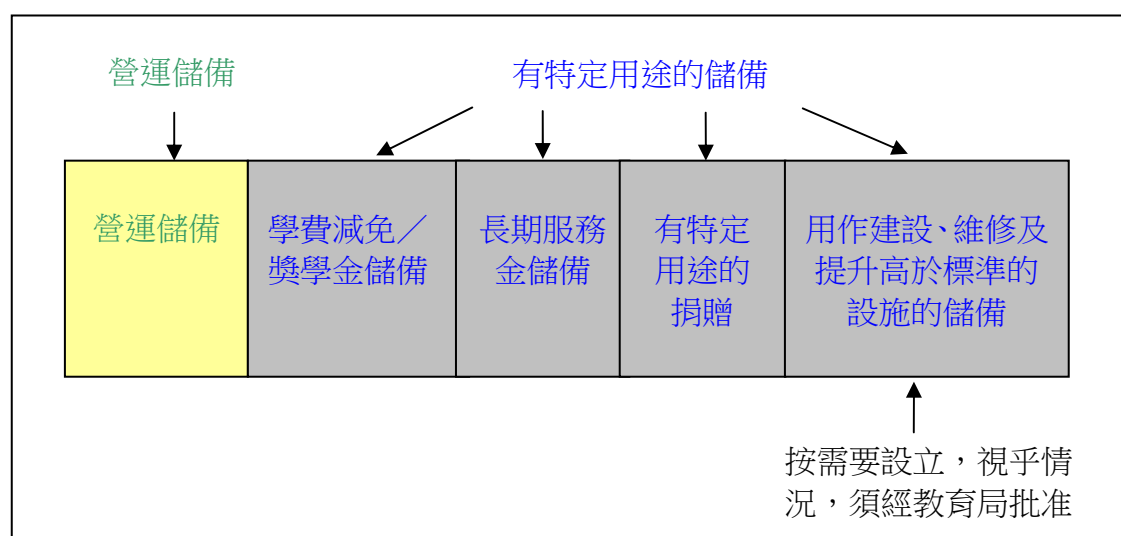 營運儲備
有特定用途的儲備
營運儲備
學費減免／
獎學金儲備
長期服務
金儲備
有特定
用途的
捐贈
用作建設、維修及
提升高於標準的
設施的儲備
按需要設立，視乎情
況，須經教育局批准